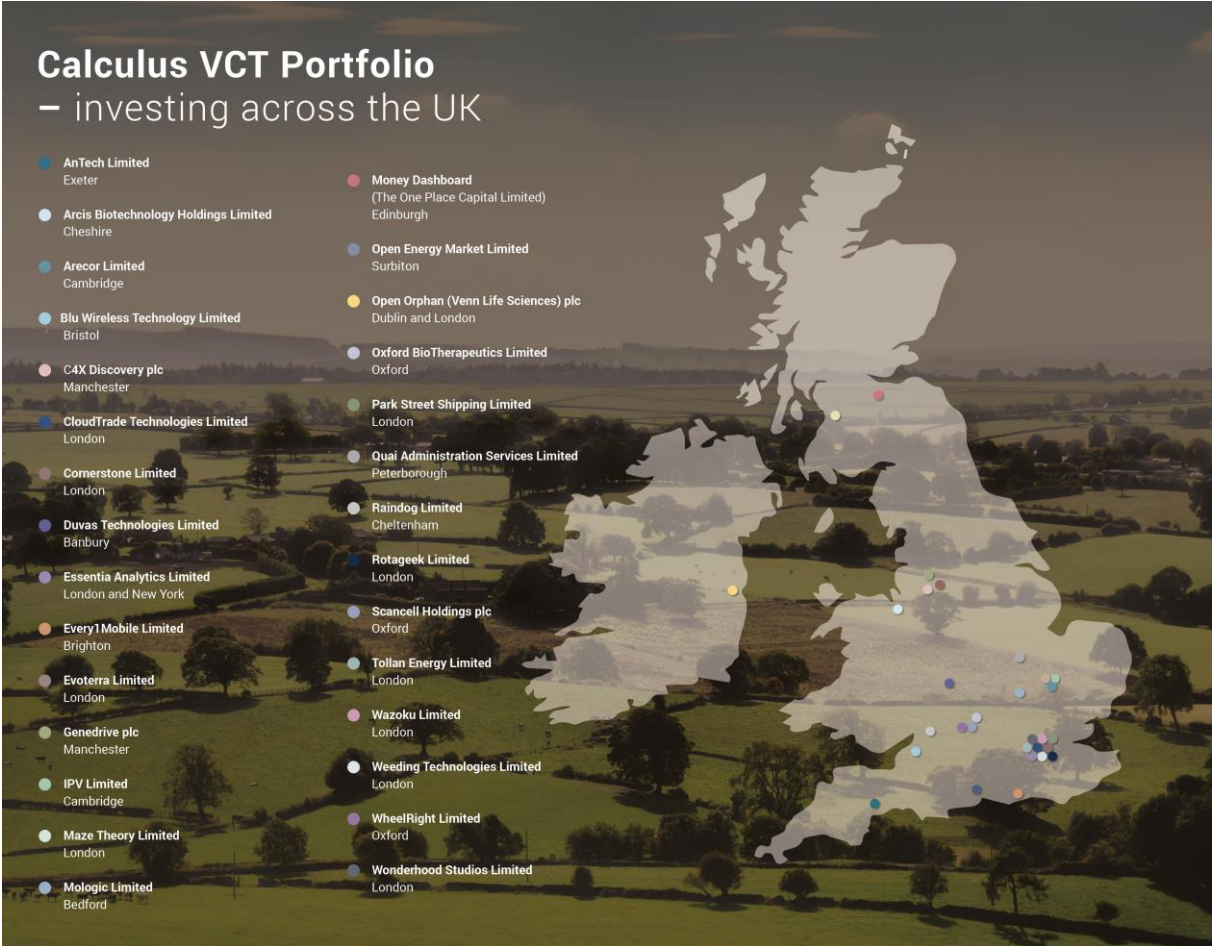 Calculus VCT Portfolio
– investing across the UK
AnTech Limited
Exeter
Arcis Biotechnology Holdings Limited
Cheshire
Arecor Limited
Cambridge
Blu Wireless Technology Limited
Bristol
C4X Discovery plc
Manchester
CloudTrade Technologies Limited
London
Cornerstone Limited
London
Duvas Technologies Limited
Banbury
Essentia Analytics Limited
London and New York
Every1Mobile Limited
Brighton
Evoterra Limited
London
Genedrive plc
Manchester
IPV Limited
Cambridge
Maze Theory Limited
London
Mologic Limited
Bedford
Money Dashboard
(The One Place Capital Limited)
Edinburgh
Open Energy Market Limited
Surbiton
Open Orphan (Venn Life Sciences) plc
Dublin and London
Oxford BioTherapeutics Limited
Oxford
Park Street Shipping Limited
London
Quai Administration Services Limited
Peterborough
Raindog Limited
Cheltenham
Rotageek Limited
London
Scancell Holdings plc
Oxford
Tollan Energy Limited
London
Wazoku Limited
London
Weeding Technologies Limited
London
WheelRight Limited
Oxford
Wonderhood Studios Limited
London